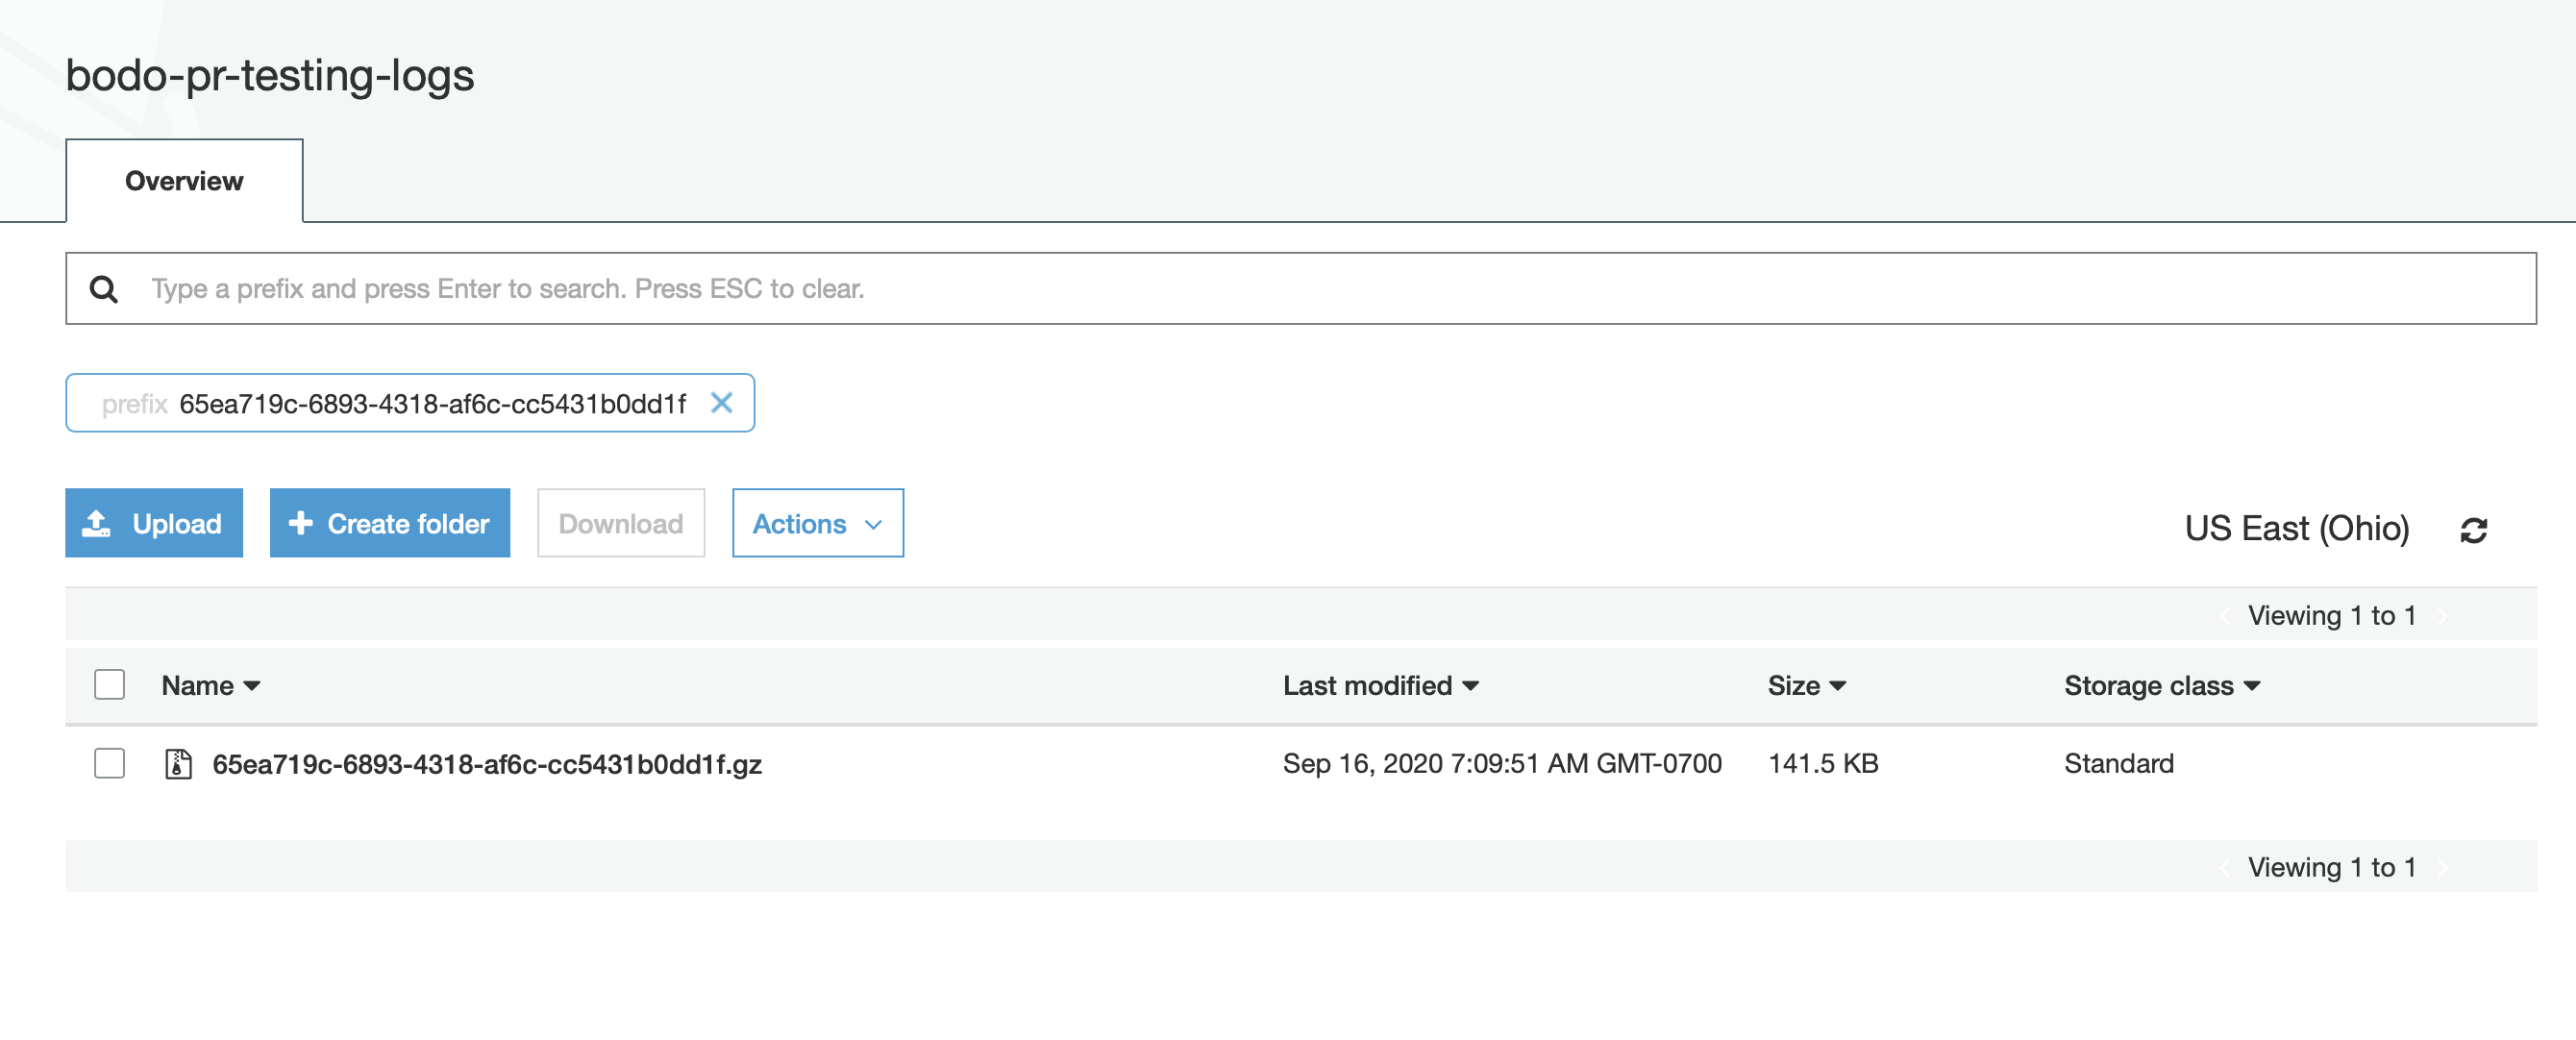 bodo-pr-testing-logs
Overview
Type a prefix and press Enter to search. Press ESC to clear.
prefix 65ea719c-6893-4318-af6c-cc5431b0dd1f
Upload Create folder Download Actions US East (Ohio)
Viewing 1 to 1
Name Last modified Size Storage class
65ea719c-6893-4318-af6c-cc5431b0dd1f.gz Sep 16, 2020 7:09:51 AM GMT-0700 141.5 KB Standard
Viewing 1 to 1